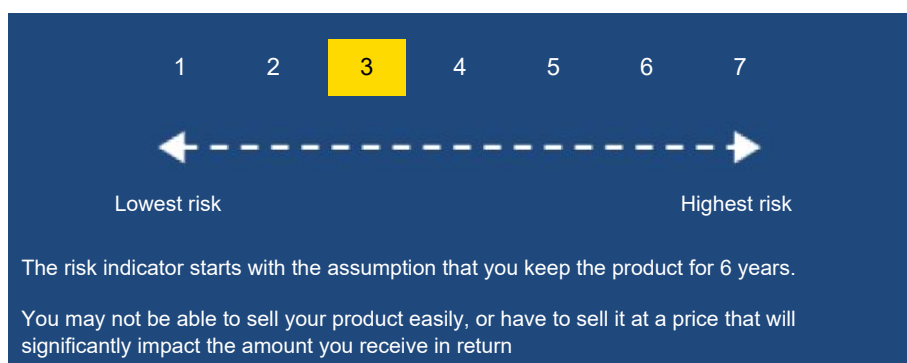 1 2 3 4 5 6 7
Lowest risk Highest risk
The risk indicator starts with the assumption that you keep the product for 6 years.
You may not be able to sell your product easily, or have to sell it at a price that will
significantly impact the amount you receive in return